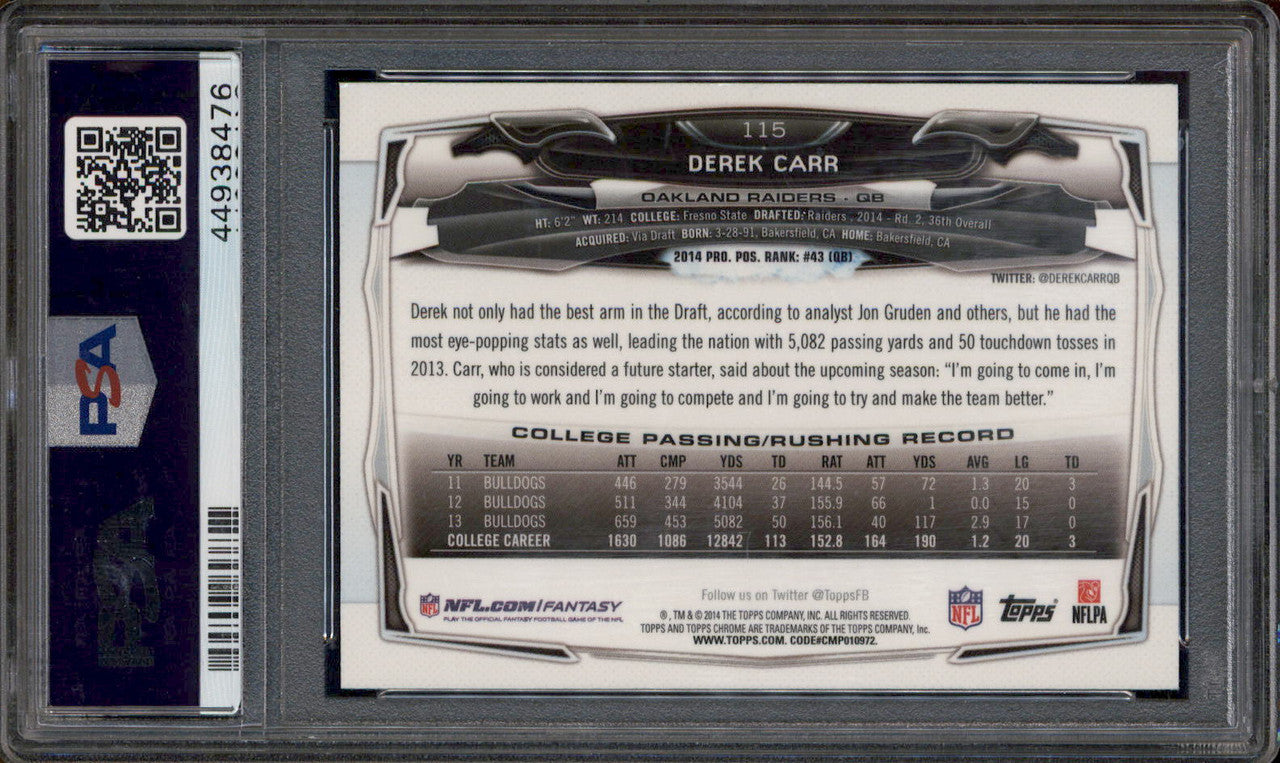 44938476
PSA
115
DEREK CARR
OAKLAND RAIDERS · QB
HT: 6'2" WT: 214 COLLEGE: Fresno State DRAFTED: Raiders , 2014 - Rd. 2, 36th Overall
ACQUIRED: Via Draft BORN: 3-28-91, Bakersfield, CA HOME: Bakersfield, CA
2014 PRO. POS. RANK: #43 (QB)
TWITTER: @DEREKCARRQB
Derek not only had the best arm in the Draft, according to analyst Jon Gruden and others, but he had the
most eye-popping stats as well, leading the nation with 5,082 passing yards and 50 touchdown tosses in
2013. Carr, who is considered a future starter, said about the upcoming season: “I'm going to come in, I'm
going to work and I'm going to compete and I'm going to try and make the team better.”
COLLEGE PASSING/RUSHING RECORD
YR TEAM ATT CMP YDS TD RAT ATT YDS AVG LG TD
11 BULLDOGS 446 279 3544 26 144.5 57 72 1.3 20 3
12 BULLDOGS 511 344 4104 37 155.9 66 1 0.0 15 0
13 BULLDOGS 659 453 5082 50 156.1 40 117 2.9 17 0
COLLEGE CAREER 1630 1086 12842 113 152.8 164 190 1.2 20 3
NFL NFL.COM/FANTASY
PLAY THE OFFICIAL FANTASY FOOTBALL GAME OF THE NFL
Follow us on Twitter @ToppsFB
®, TM & © 2014 THE TOPPS COMPANY, INC. ALL RIGHTS RESERVED.
TOPPS AND TOPPS CHROME ARE TRADEMARKS OF THE TOPPS COMPANY, Inc.
WWW.TOPPS.COM. CODE#CMP010972.
NFL
Topps
NFLPA